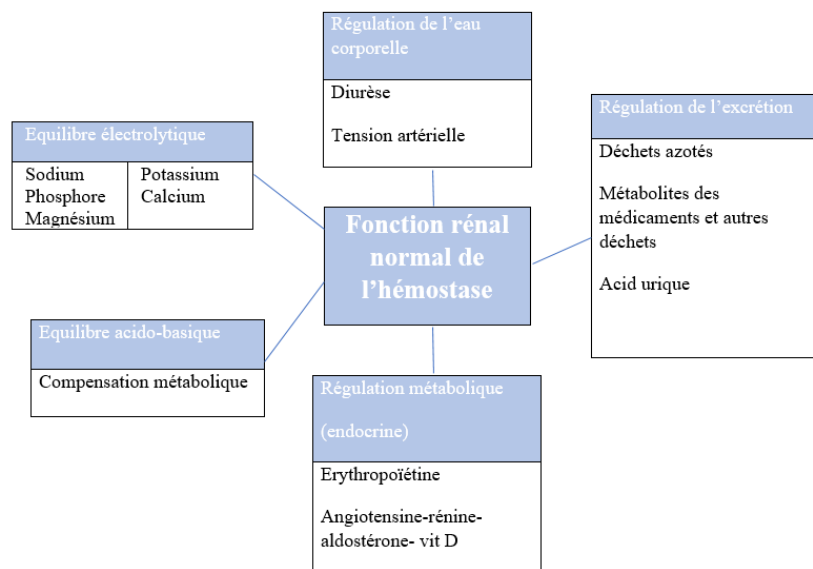 Régulation de l’eau
corporelle
Diurèse
Tension artérielle
Régulation de l’excrétion
Déchets azotés
Métabolites des
médicaments et autres
déchets
Acid urique
Equilibre électrolytique
Sodium
Phosphore
Magnésium
Potassium
Calcium
Fonction rénal
normal de
l’hémostase
Equilibre acido-basique
Compensation métabolique
Régulation métabolique
(endocrine)
Erythropoïétine
Angiotensine-rénine-
aldostérone- vit D